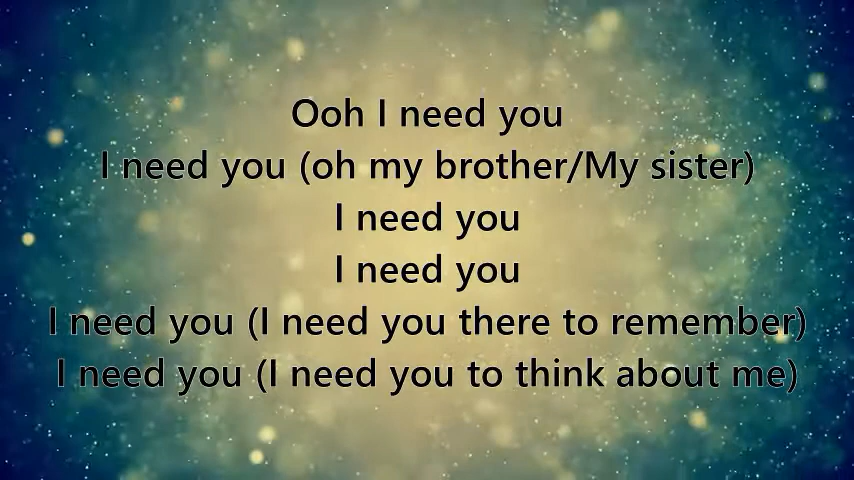 Ooh I need you
I need you (oh my brother/My sister)
I need you
I need you
I need you (I need you there to remember)
I need you (I need you to think about me)